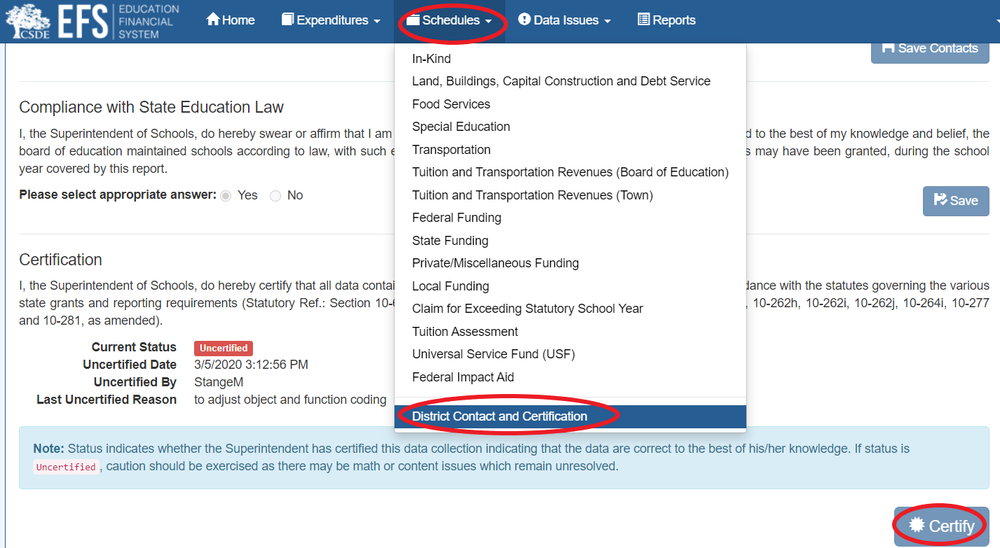 CSDE EFS EDUCATION FINANCIAL SYSTEM Home Expenditures Schedules Data Issues Reports
Save Contacts
In-Kind
Land, Buildings, Capital Construction and Debt Service
Food Services
Special Education
Transportation
Tuition and Transportation Revenues (Board of Education)
Tuition and Transportation Revenues (Town)
Federal Funding
State Funding
Private/Miscellaneous Funding
Local Funding
Claim for Exceeding Statutory School Year
Tuition Assessment
Universal Service Fund (USF)
Federal Impact Aid
District Contact and Certification
Compliance with State Education Law
I, the Superintendent of Schools, do hereby swear or affirm that I am d to the best of my knowledge and belief, the
board of education maintained schools according to law, with such e s may have been granted, during the school
year covered by this report.
Please select appropriate answer: Yes No
Save
Certification
I, the Superintendent of Schools, do hereby certify that all data contai dance with the statutes governing the various
state grants and reporting requirements (Statutory Ref.: Section 10-6 , 10-262h, 10-262i, 10-262j, 10-264i, 10-277
and 10-281, as amended).
Current Status Uncertified
Uncertified Date 3/5/2020 3:12:56 PM
Uncertified By StangeM
Last Uncertified Reason to adjust object and function coding
Note: Status indicates whether the Superintendent has certified this data collection indicating that the data are correct to the best of his/her knowledge. If status is
Uncertified , caution should be exercised as there may be math or content issues which remain unresolved.
Certify